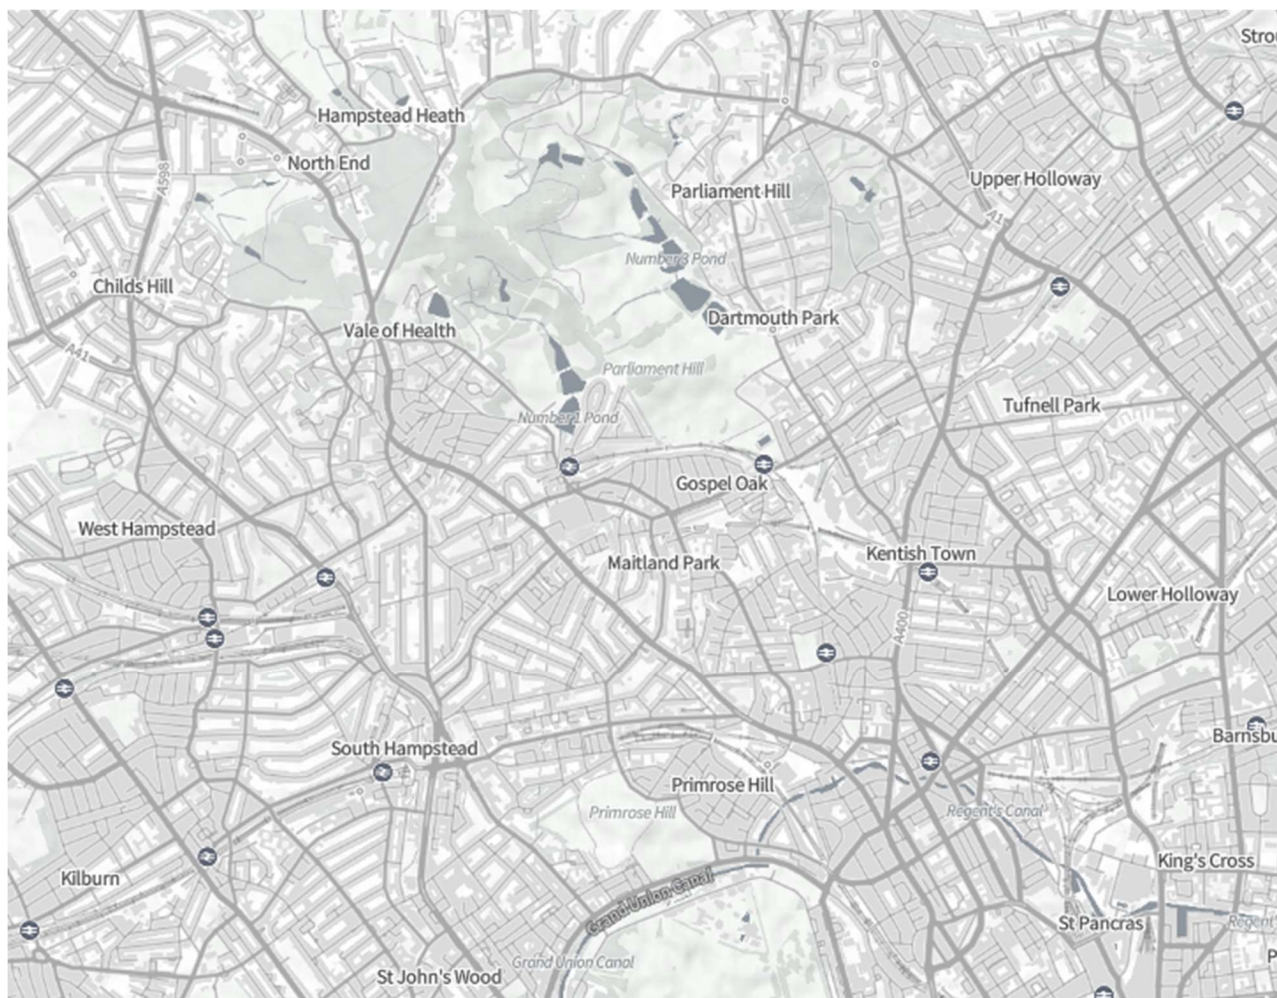 Stro
Hampstead Heath
North End
A598
Parliament Hill
Upper Holloway
A1
Number 3 Pond
Childs Hill
Vale of Health
Dartmouth Park
A41
Parliament Hill
Number 1 Pond
Tufnell Park
Gospel Oak
West Hampstead
Kentish Town
Maitland Park
Lower Holloway
A400
South Hampstead
Barnsbu
Primrose Hill
Primrose Hill
Regent's Canal
King's Cross
Kilburn
Grand Union Canal
St Pancras
Regent's
Grand Union Canal
St John's Wood
P